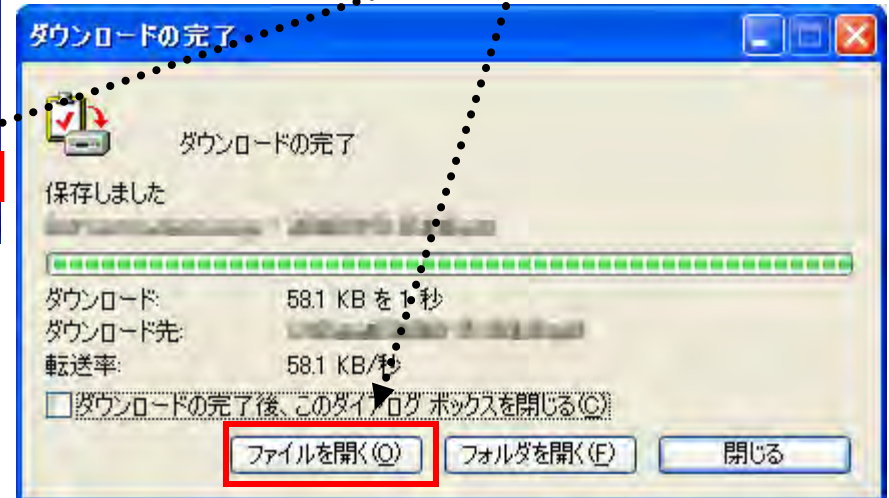 ダウンロードの完了
ダウンロードの完了
保存しました
ダウンロード: 58.1 KB を 1 秒
ダウンロード先:
転送率: 58.1 KB/秒
ダウンロードの完了後、このダイアログ ボックスを閉じる(C)
ファイルを開く(O) フォルダを開く(F) 閉じる